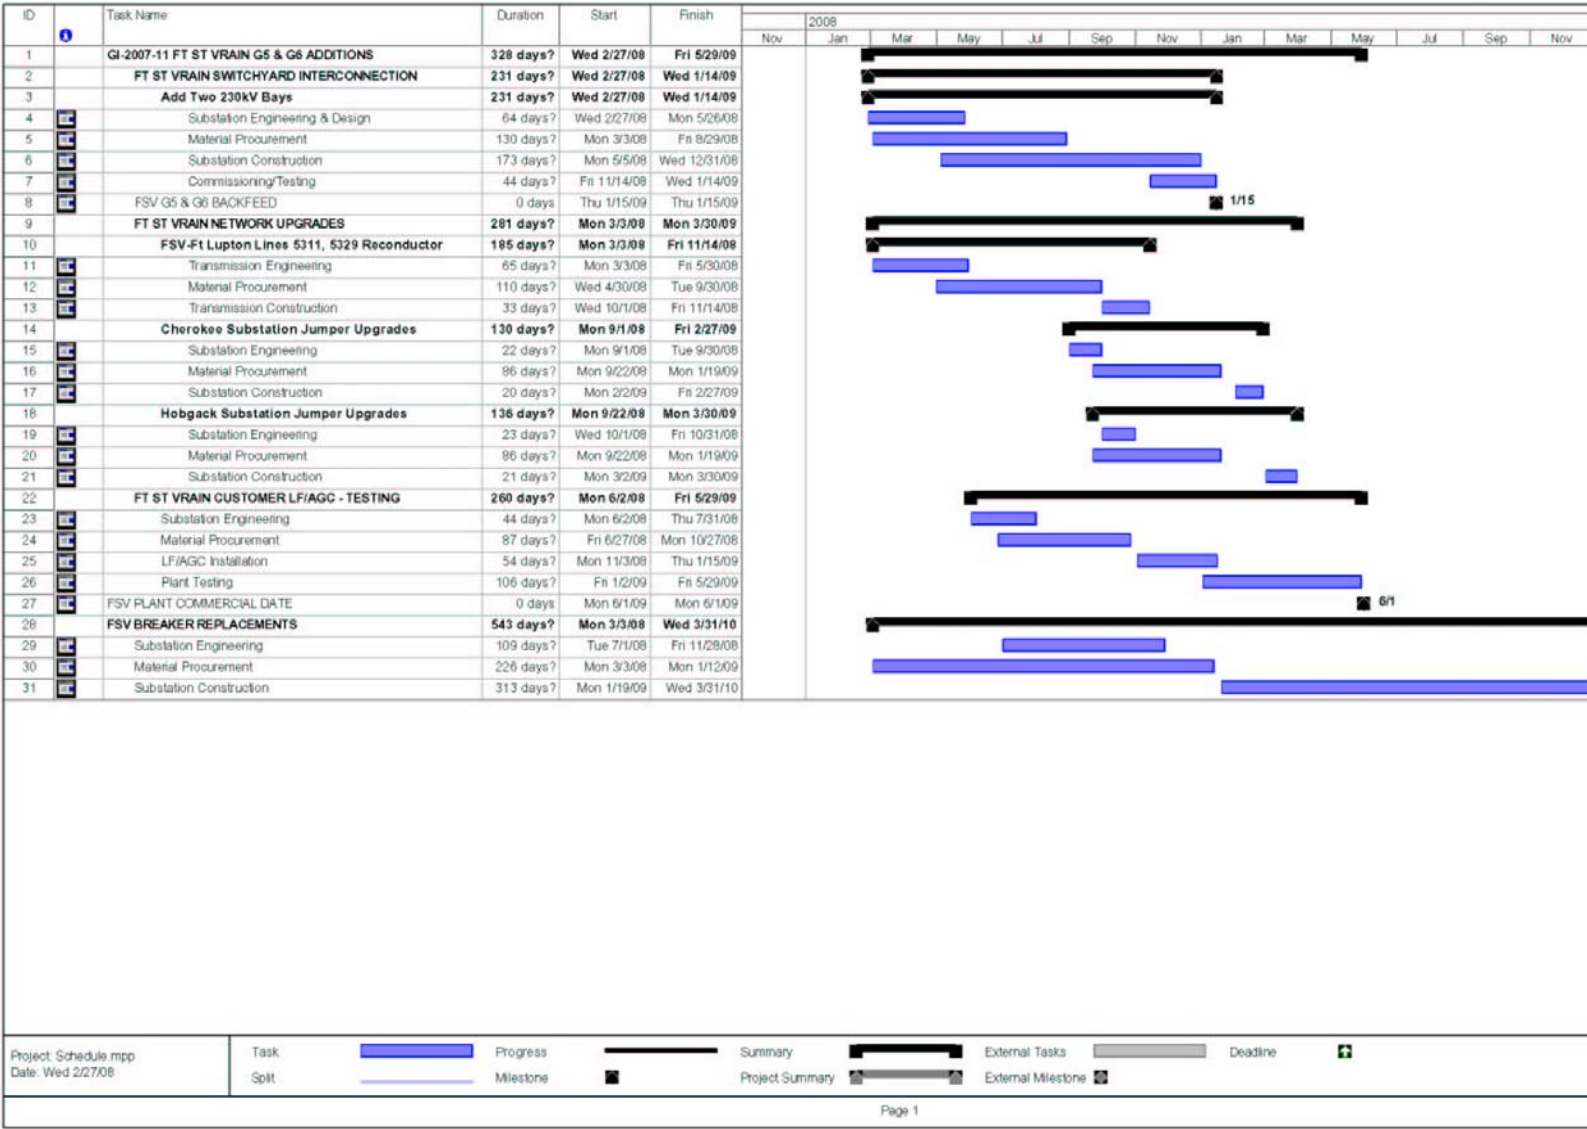 ID Task Name Duration Start Finish
2008
Nov Jan Mar May Jul Sep Nov Jan Mar May Jul Sep Nov
1 GI-2007-11 FT ST VRAIN G5 & G6 ADDITIONS 328 days? Wed 2/27/08 Fri 5/29/09
2 FT ST VRAIN SWITCHYARD INTERCONNECTION 231 days? Wed 2/27/08 Wed 1/14/09
3 Add Two 230kV Bays 231 days? Wed 2/27/08 Wed 1/14/09
4 Substation Engineering & Design 64 days? Wed 2/27/08 Mon 5/26/08
5 Material Procurement 130 days? Mon 3/3/08 Fri 8/29/08
6 Substation Construction 173 days? Mon 5/5/08 Wed 12/31/08
7 Commissioning/Testing 44 days? Fri 11/14/08 Wed 1/14/09
8 FSV G5 & G6 BACKFEED 0 days Thu 1/15/09 Thu 1/15/09 1/15
9 FT ST VRAIN NETWORK UPGRADES 281 days? Mon 3/3/08 Mon 3/30/09
10 FSV-Ft Lupton Lines 5311, 5329 Reconductor 185 days? Mon 3/3/08 Fri 11/14/08
11 Transmission Engineering 65 days? Mon 3/3/08 Fri 5/30/08
12 Material Procurement 110 days? Wed 4/30/08 Tue 9/30/08
13 Transmission Construction 33 days? Wed 10/1/08 Fri 11/14/08
14 Cherokee Substation Jumper Upgrades 130 days? Mon 9/1/08 Fri 2/27/09
15 Substation Engineering 22 days? Mon 9/1/08 Tue 9/30/08
16 Material Procurement 86 days? Mon 9/22/08 Mon 1/19/09
17 Substation Construction 20 days? Mon 2/2/09 Fri 2/27/09
18 Hobgack Substation Jumper Upgrades 136 days? Mon 9/22/08 Mon 3/30/09
19 Substation Engineering 23 days? Wed 10/1/08 Fri 10/31/08
20 Material Procurement 86 days? Mon 9/22/08 Mon 1/19/09
21 Substation Construction 21 days? Mon 3/2/09 Mon 3/30/09
22 FT ST VRAIN CUSTOMER LF/AGC - TESTING 260 days? Mon 6/2/08 Fri 5/29/09
23 Substation Engineering 44 days? Mon 6/2/08 Thu 7/31/08
24 Material Procurement 87 days? Fri 6/27/08 Mon 10/27/08
25 LF/AGC Installation 54 days? Mon 11/3/08 Thu 1/15/09
26 Plant Testing 106 days? Fri 1/2/09 Fri 5/29/09
27 FSV PLANT COMMERCIAL DATE 0 days Mon 6/1/09 Mon 6/1/09 6/1
28 FSV BREAKER REPLACEMENTS 543 days? Mon 3/3/08 Wed 3/31/10
29 Substation Engineering 109 days? Tue 7/1/08 Fri 11/28/08
30 Material Procurement 226 days? Mon 3/3/08 Mon 1/12/09
31 Substation Construction 313 days? Mon 1/19/09 Wed 3/31/10
Project: Schedule.mpp
Date: Wed 2/27/08
Task Progress Summary External Tasks Deadline
Split Milestone Project Summary External Milestone
Page 1